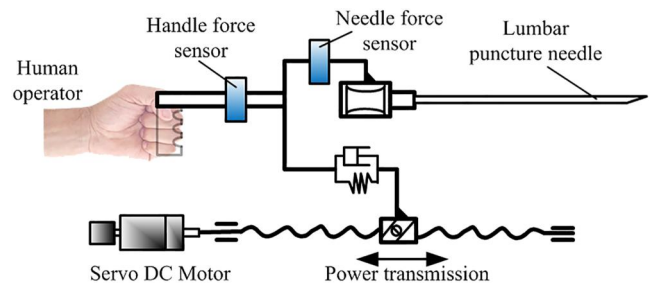 Handle force
sensor
Needle force
sensor
Lumbar
puncture needle
Human
operator
Servo DC Motor
Power transmission